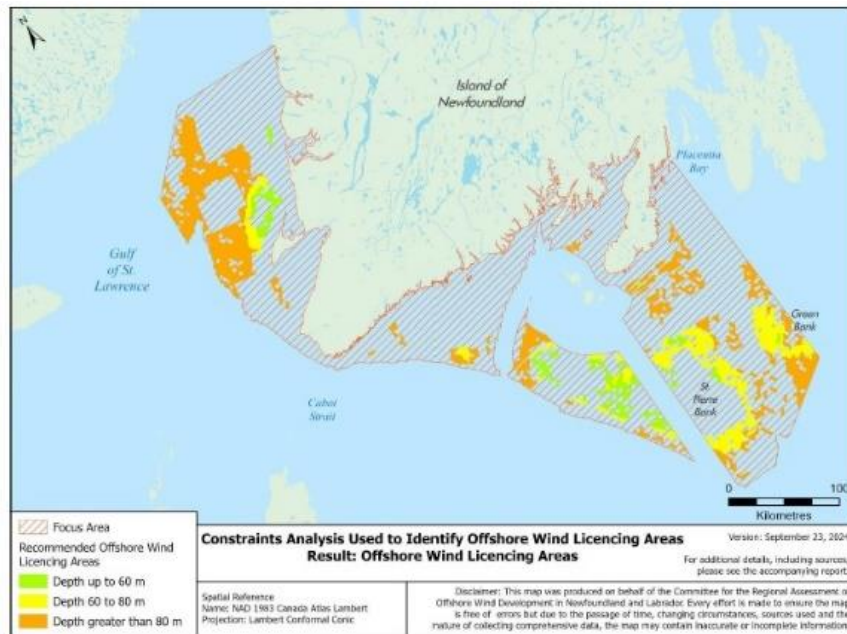 N
Island of
Newfoundland
Placentia
Bay
Gulf
of St.
Lawrence
Green
Bank
St
Pierre
Bank
Cabot
Strait
0 100
Kilometres
Focus Area
Recommended Offshore Wind
Licencing Areas
Depth up to 60 m
Depth 60 to 80 m
Depth greater than 80 m
Constraints Analysis Used to Identify Offshore Wind Licencing Areas
Result: Offshore Wind Licencing Areas
Version: September 23, 2024
For additional details, including sources,
please see the accompanying report.
Spatial Reference
Name: NAD 1983 Canada Atlas Lambert
Projection: Lambert Conformal Conic
Disclaimer: This map was produced on behalf of the Committee for the Regional Assessment of
Offshore Wind Development in Newfoundland and Labrador. Every effort is made to ensure the map
is free of errors but due to the passage of time, changing circumstances, sources used and the
nature of collecting comprehensive data, the map may contain inaccurate or incomplete information.